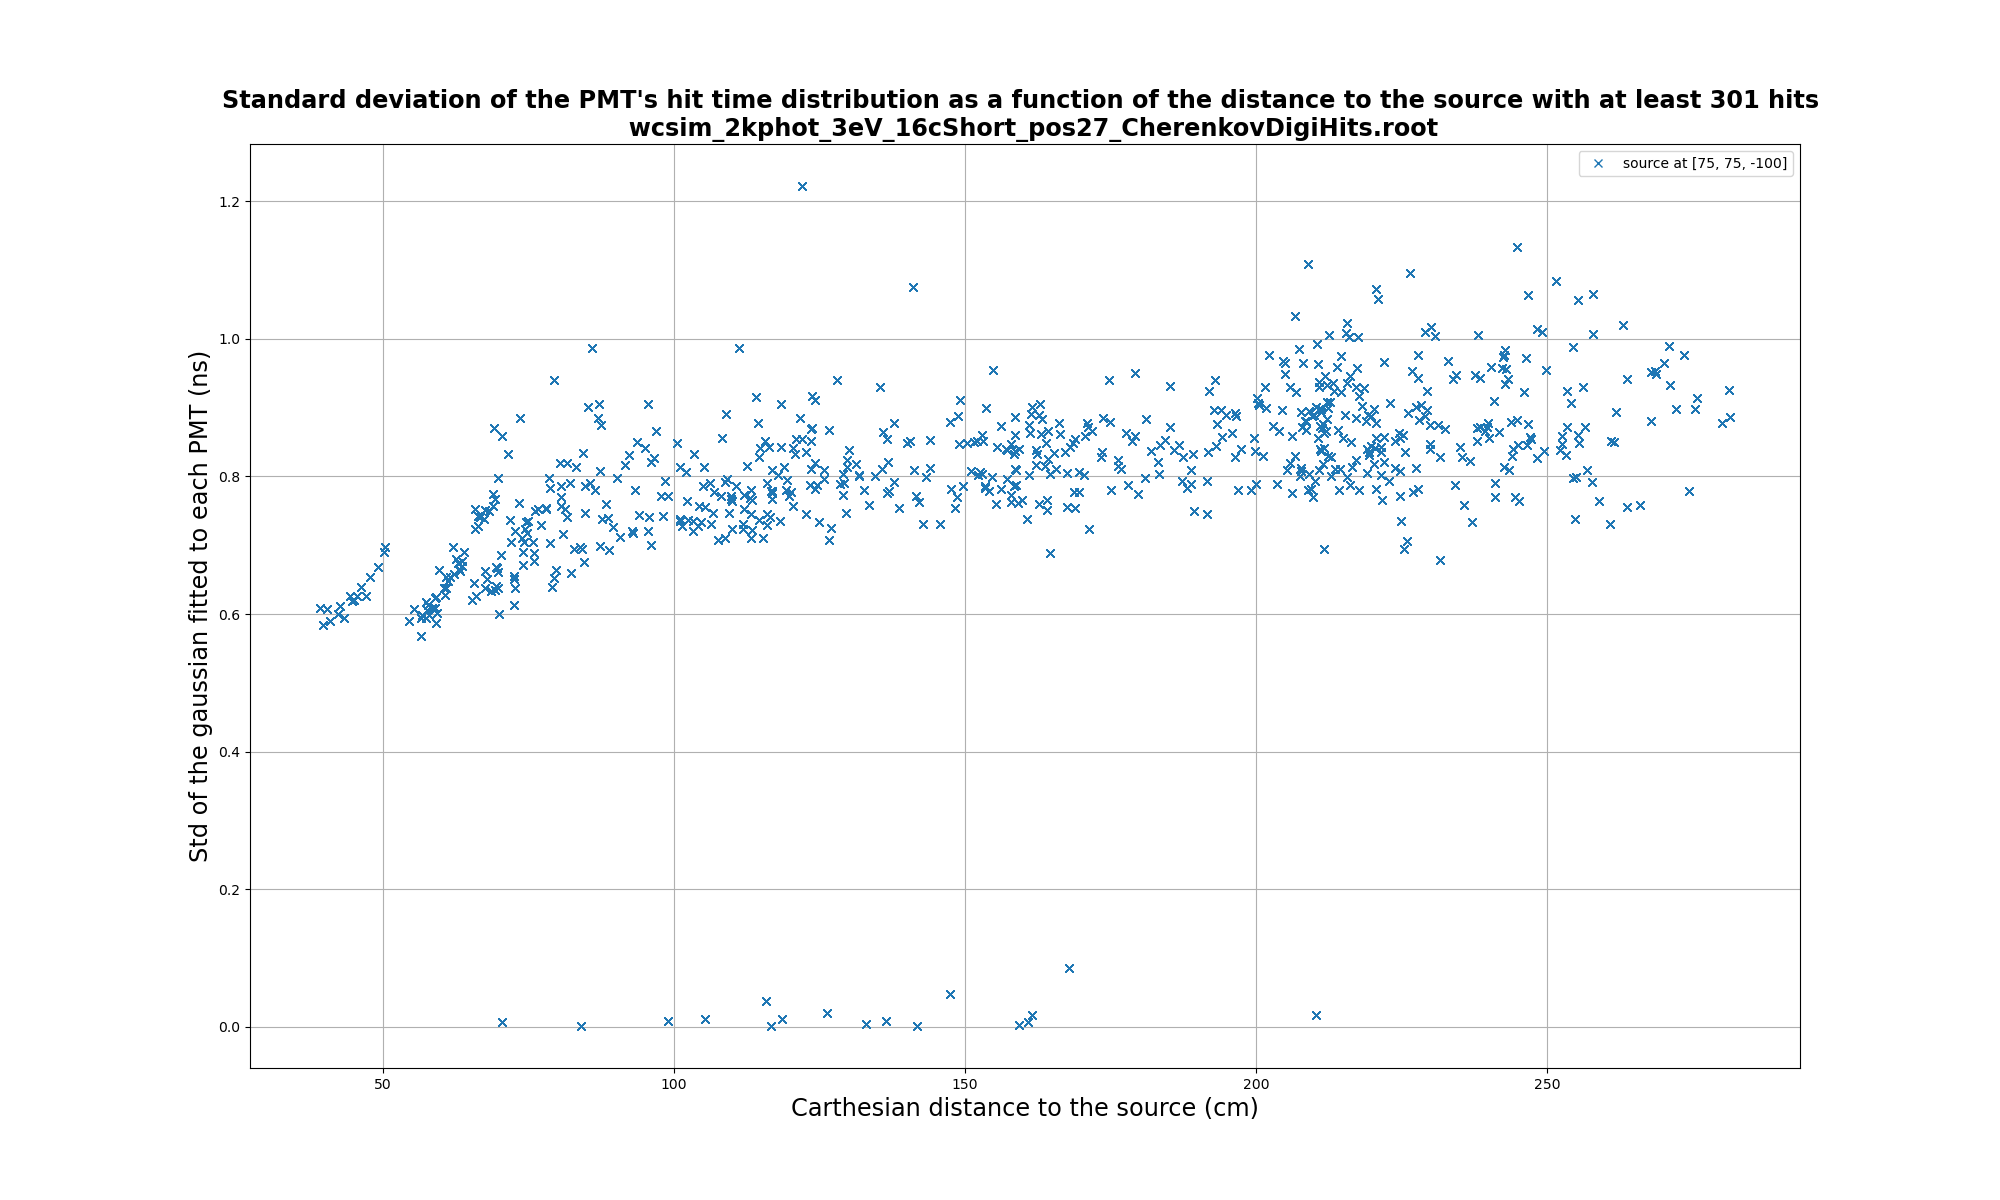 Standard deviation of the PMT's hit time distribution as a function of the distance to the source with at least 301 hits
wcsim_2kphot_3eV_16cShort_pos27_CherenkovDigiHits.root
source at [75, 75, -100]
Std of the gaussian fitted to each PMT (ns)
1.2
1.0
0.8
0.6
0.4
0.2
0.0
50
100
150
200
250
Carthesian distance to the source (cm)